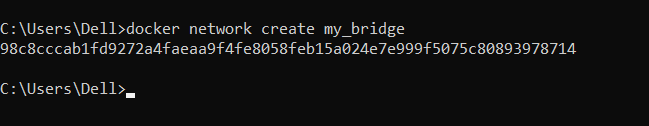 C:\Users\Dell>docker network create my_bridge
98c8cccab1fd9272a4faeaa9f4fe8058feb15a024e7e999f5075c80893978714
C:\Users\Dell>